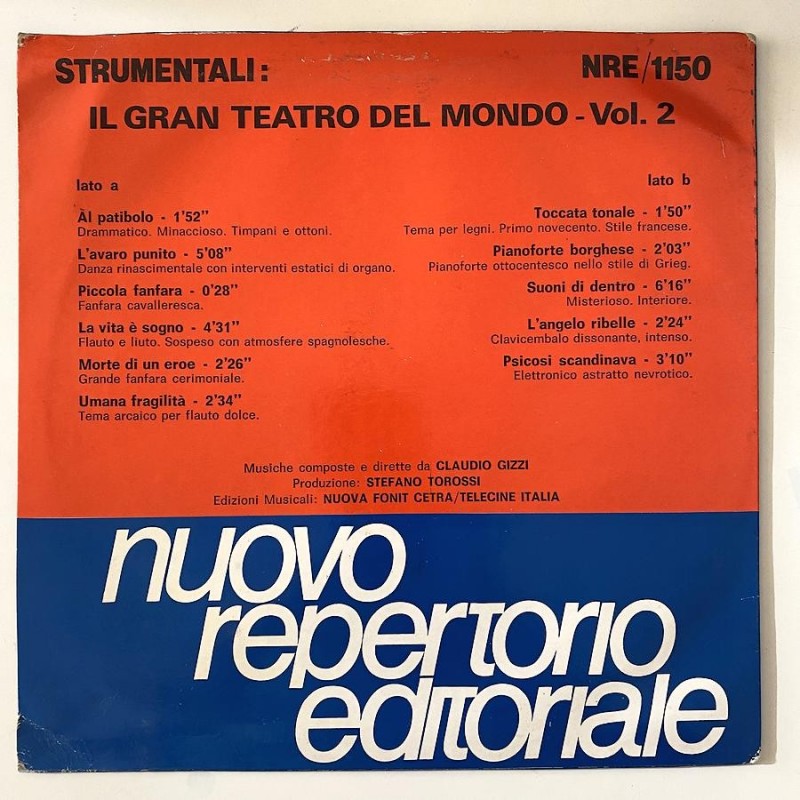 STRUMENTALI: NRE/1150
IL GRAN TEATRO DEL MONDO - Vol. 2
lato a
Àl patibolo - 1'52"
Drammatico. Minaccioso. Timpani e ottoni.
L'avaro punito - 5'08"
Danza rinascimentale con interventi estatici di organo.
Piccola fanfara - 0'28"
Fanfara cavalleresca.
La vita è sogno - 4'31"
Flauto e liuto. Sospeso con atmosfere spagnolesche.
Morte di un eroe - 2'26"
Grande fanfara cerimoniale.
Umana fragilità - 2'34"
Tema arcaico per flauto dolce.
lato b
Toccata tonale - 1'50"
Tema per legni. Primo novecento. Stile francese.
Pianoforte borghese - 2'03"
Pianoforte ottocentesco nello stile di Grieg.
Suoni di dentro - 6'16"
Misterioso. Interiore.
L'angelo ribelle - 2'24"
Clavicembalo dissonante, intenso.
Psicosi scandinava - 3'10"
Elettronico astratto nevrotico.
Musiche composte e dirette da CLAUDIO GIZZI
Produzione: STEFANO TOROSSI
Edizioni Musicali: NUOVA FONIT CETRA/TELECINE ITALIA
nuovo
repertorio
editoriale